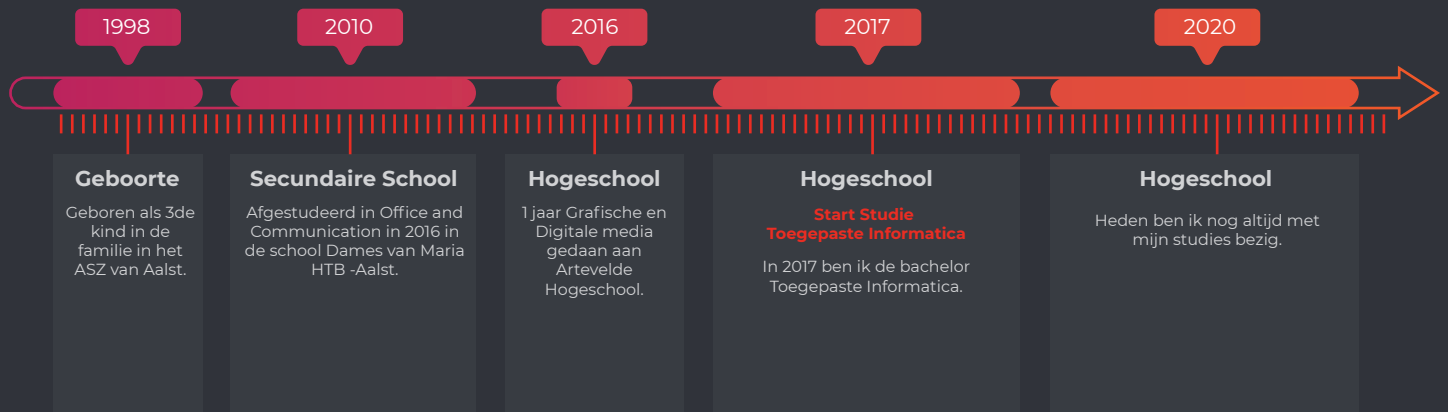 1998
2010
2016
2017
2020
Geboorte
Geboren als 3de
kind in de
familie in het
ASZ van Aalst.
Secundaire School
Afgestudeerd in Office and
Communication in 2016 in
de school Dames van Maria
HTB -Aalst.
Hogeschool
1 jaar Grafische en
Digitale media
gedaan aan
Artevelde
Hogeschool.
Hogeschool
Start Studie
Toegepaste Informatica
In 2017 ben ik de bachelor
Toegepaste Informatica.
Hogeschool
Heden ben ik nog altijd met
mijn studies bezig.